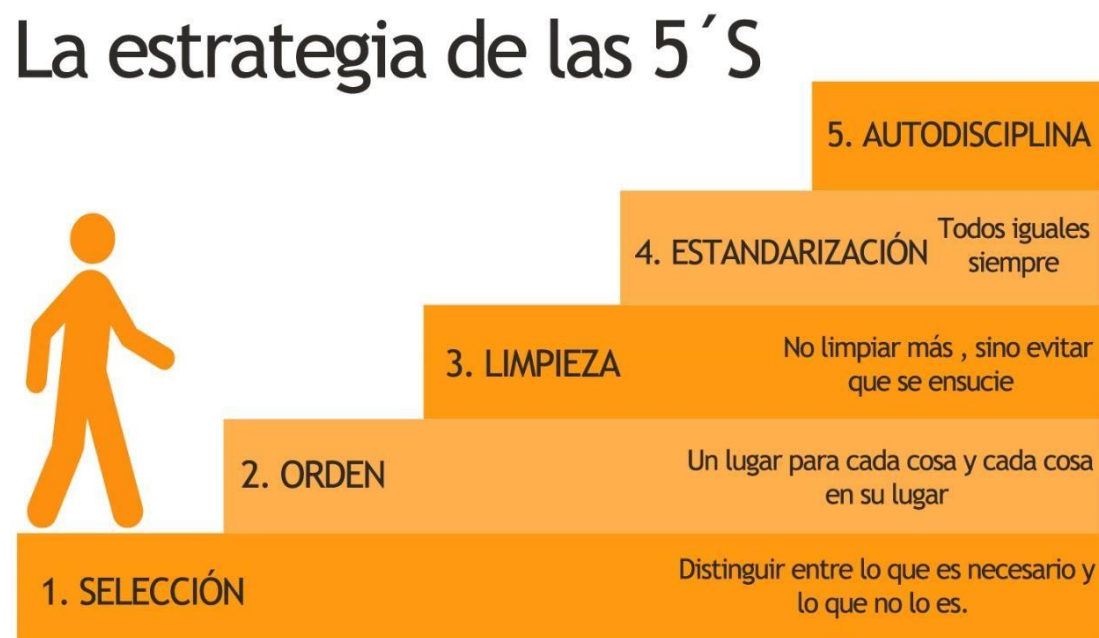 La estrategia de las 5´S
5. AUTODISCIPLINA
4. ESTANDARIZACIÓN
Todos iguales
siempre
3. LIMPIEZA
No limpiar más , sino evitar
que se ensucie
2. ORDEN
Un lugar para cada cosa y cada cosa
en su lugar
1. SELECCIÓN
Distinguir entre lo que es necesario y
lo que no lo es.